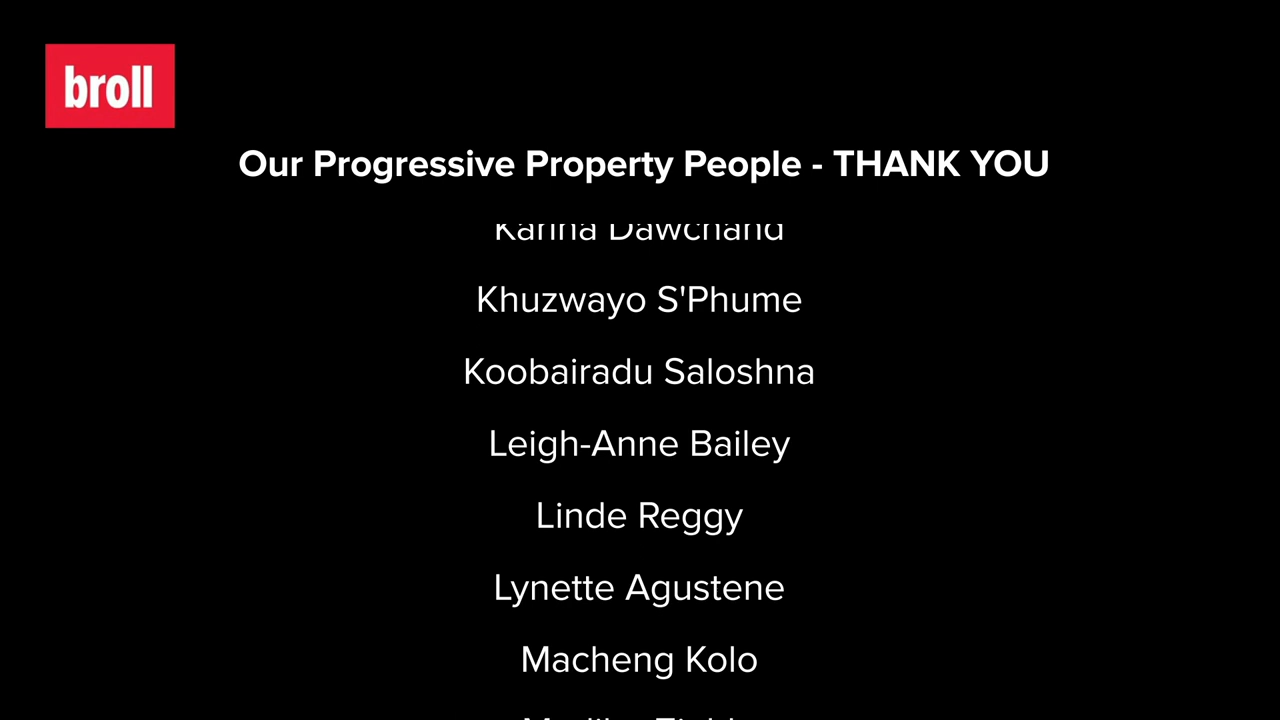 broll
Our Progressive Property People - THANK YOU
Dawchand
Khuzwayo S'Phume
Koobairadu Saloshna
Leigh-Anne Bailey
Linde Reggy
Lynette Agustene
Macheng Kolo